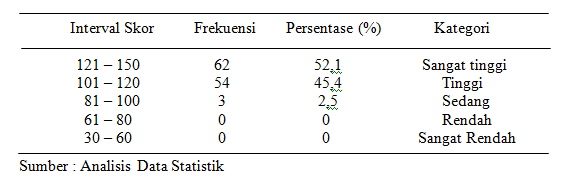 Interval Skor Frekuensi Persentase (%) Kategori
121 – 150 62 52,1 Sangat tinggi
101 – 120 54 45,4 Tinggi
81 – 100 3 2,5 Sedang
61 – 80 0 0 Rendah
30 – 60 0 0 Sangat Rendah
Sumber : Analisis Data Statistik